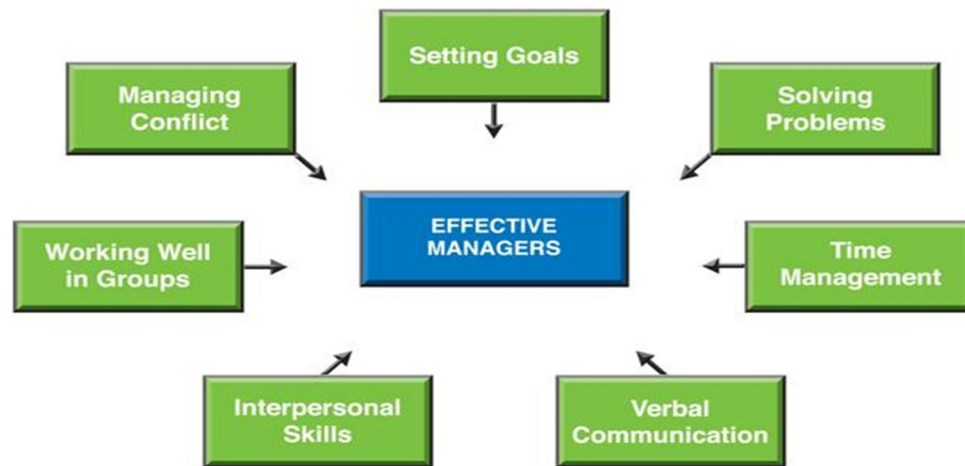 Setting Goals
Managing
Conflict
Solving
Problems
EFFECTIVE
MANAGERS
Working Well
in Groups
Time
Management
Interpersonal
Skills
Verbal
Communication